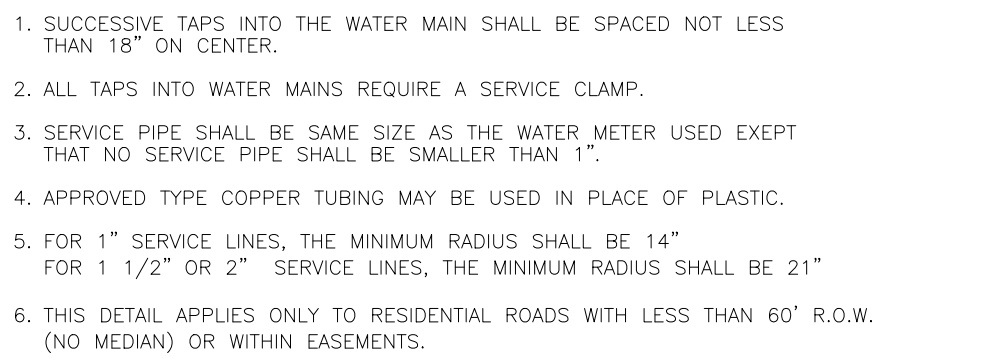 1. SUCCESSIVE TAPS INTO THE WATER MAIN SHALL BE SPACED NOT LESS
THAN 18" ON CENTER.
2. ALL TAPS INTO WATER MAINS REQUIRE A SERVICE CLAMP.
3. SERVICE PIPE SHALL BE SAME SIZE AS THE WATER METER USED EXEPT
THAT NO SERVICE PIPE SHALL BE SMALLER THAN 1".
4. APPROVED TYPE COPPER TUBING MAY BE USED IN PLACE OF PLASTIC.
5. FOR 1" SERVICE LINES, THE MINIMUM RADIUS SHALL BE 14"
FOR 1 1/2" OR 2" SERVICE LINES, THE MINIMUM RADIUS SHALL BE 21"
6. THIS DETAIL APPLIES ONLY TO RESIDENTIAL ROADS WITH LESS THAN 60' R.O.W.
(NO MEDIAN) OR WITHIN EASEMENTS.